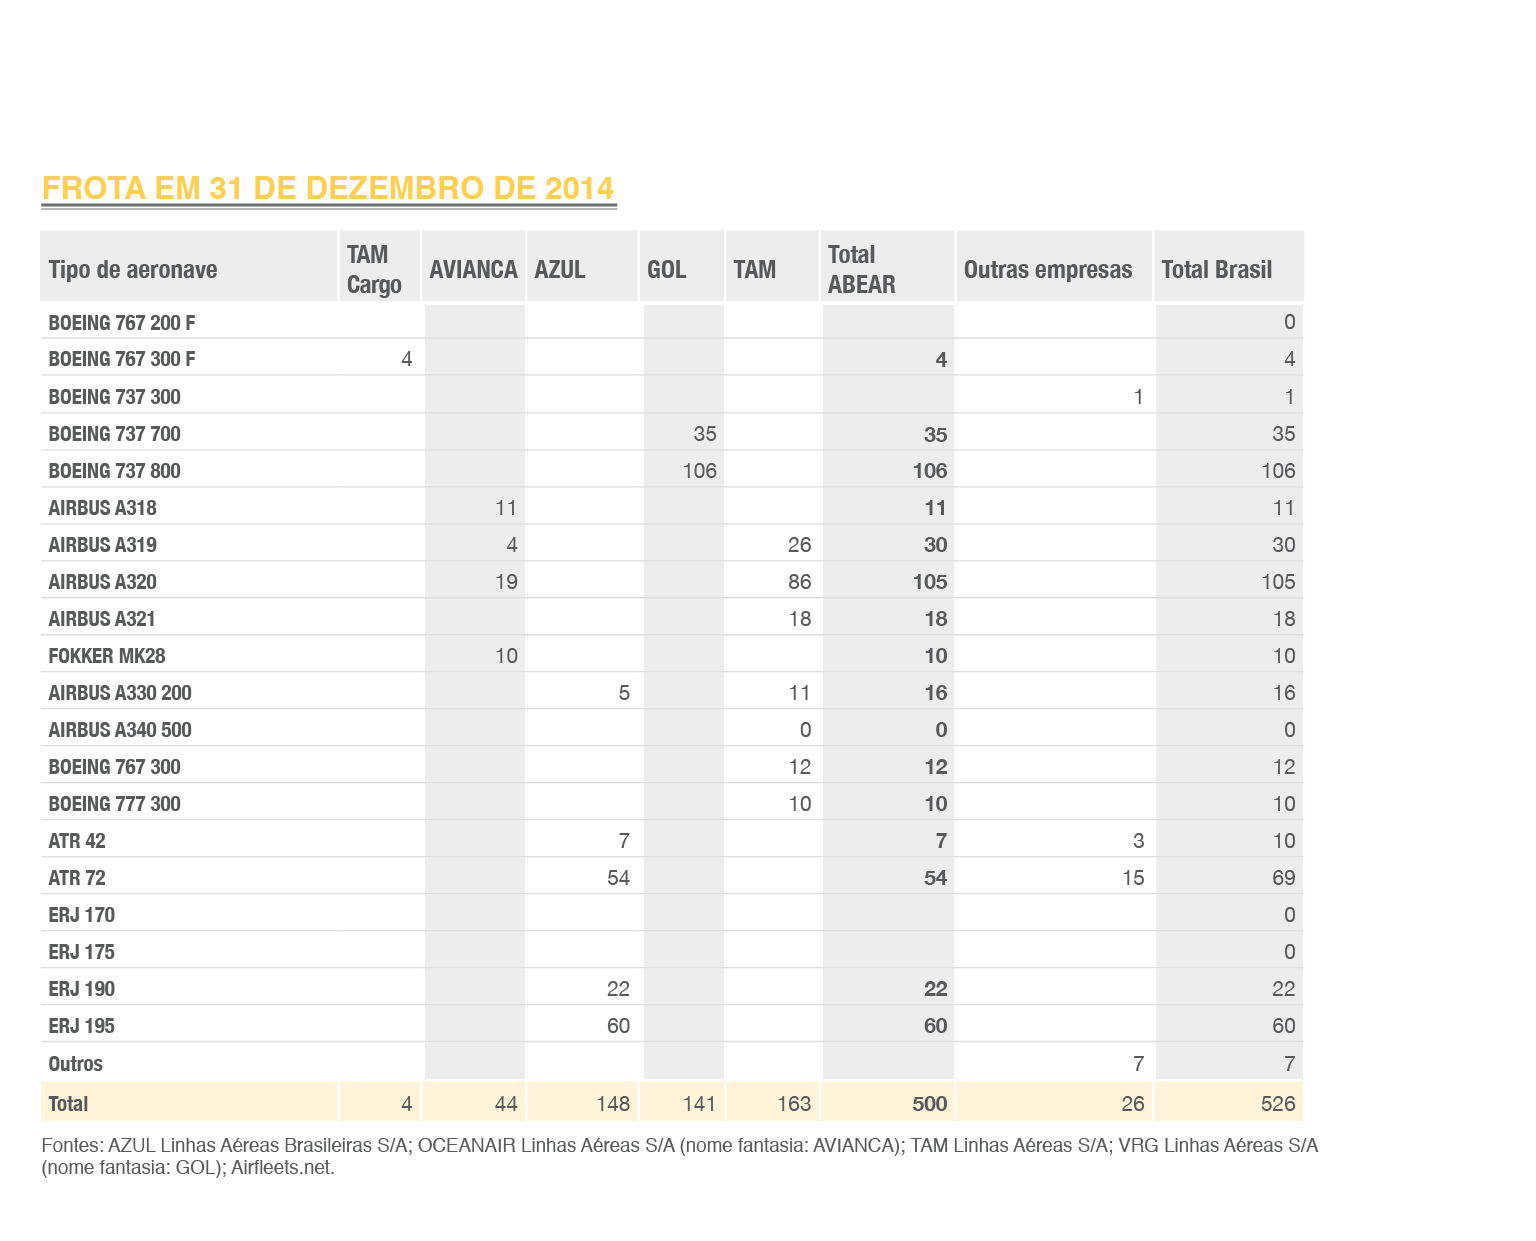 FROTA EM 31 DE DEZEMBRO DE 2014
Tipo de aeronave TAM Cargo AVIANCA AZUL GOL TAM Total ABEAR Outras empresas Total Brasil
BOEING 767 200 F 0
BOEING 767 300 F 4 4 4
BOEING 737 300 1 1
BOEING 737 700 35 35 35
BOEING 737 800 106 106 106
AIRBUS A318 11 11 11
AIRBUS A319 4 26 30 30
AIRBUS A320 19 86 105 105
AIRBUS A321 18 18 18
FOKKER MK28 10 10 10
AIRBUS A330 200 5 11 16 16
AIRBUS A340 500 0 0 0
BOEING 767 300 12 12 12
BOEING 777 300 10 10 10
ATR 42 7 7 3 10
ATR 72 54 54 15 69
ERJ 170 0
ERJ 175 0
ERJ 190 22 22 22
ERJ 195 60 60 60
Outros 7 7
Total 4 44 148 141 163 500 26 526
Fontes: AZUL Linhas Aéreas Brasileiras S/A; OCEANAIR Linhas Aéreas S/A (nome fantasia: AVIANCA); TAM Linhas Aéreas S/A; VRG Linhas Aéreas S/A
(nome fantasia: GOL); Airfleets.net.